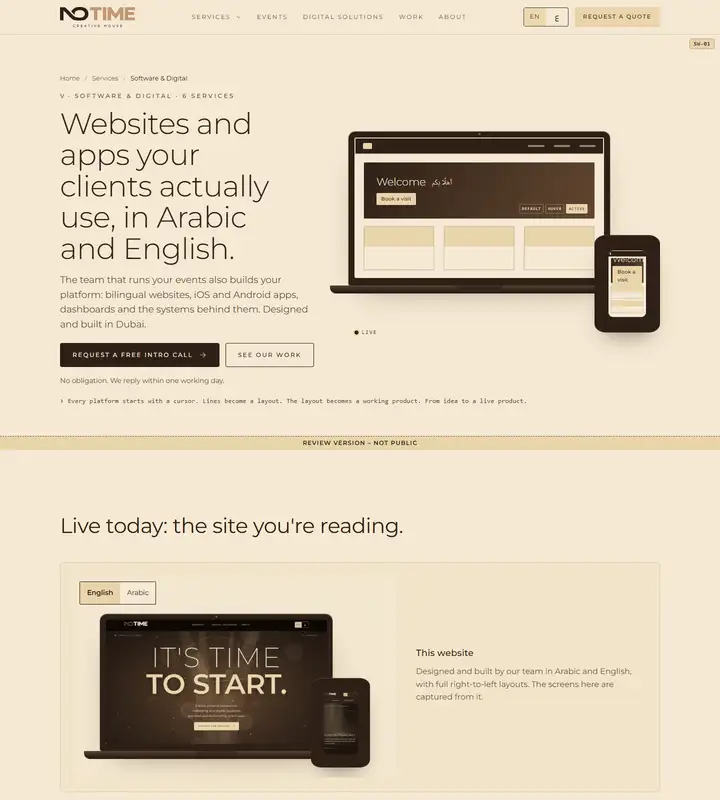 NOTIME
CREATIVE HOUSE
SERVICES
EVENTS
DIGITAL SOLUTIONS
WORK
ABOUT
EN
ع
REQUEST A QUOTE
SW-01
Home / Services · Software & Digital
V · SOFTWARE & DIGITAL · 6 SERVICES
Websites and
apps your
clients actually
use, in Arabic
and English.
The team that runs your events also builds your
platform: bilingual websites, iOS and Android apps,
dashboards and the systems behind them. Designed
and built in Dubai.
REQUEST A FREE INTRO CALL →
SEE OUR WORK
No obligation. We reply within one working day.
Welcome أهلًا بكم
Book a visit
DEFAULT
HOVER
ACTIVE
Welcom
Book a
visit
LIVE
› Every platform starts with a cursor. Lines become a layout. The layout becomes a working product. From idea to a live product.
REVIEW VERSION – NOT PUBLIC
Live today: the site you're reading.
English
Arabic
NOTIME
IT'S TIME
TO START.
This website
Designed and built by our team in Arabic and English,
with full right-to-left layouts. The screens here are
captured from it.